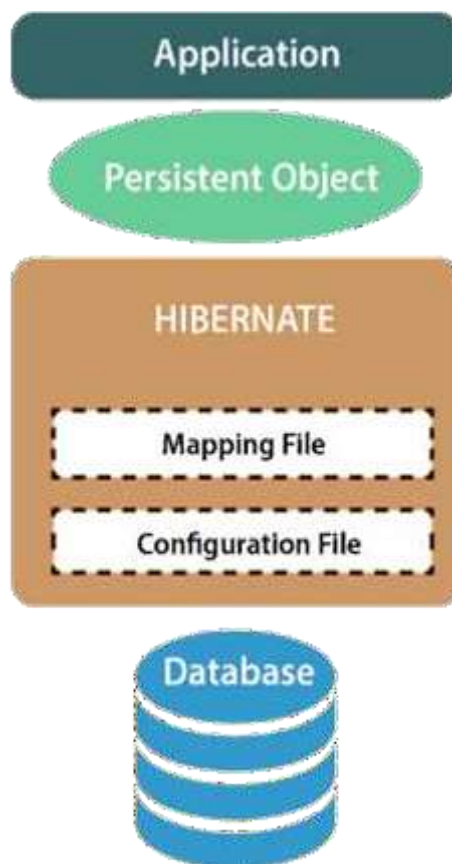 Application
Persistent Object
HIBERNATE
Mapping File
Configuration File
Database